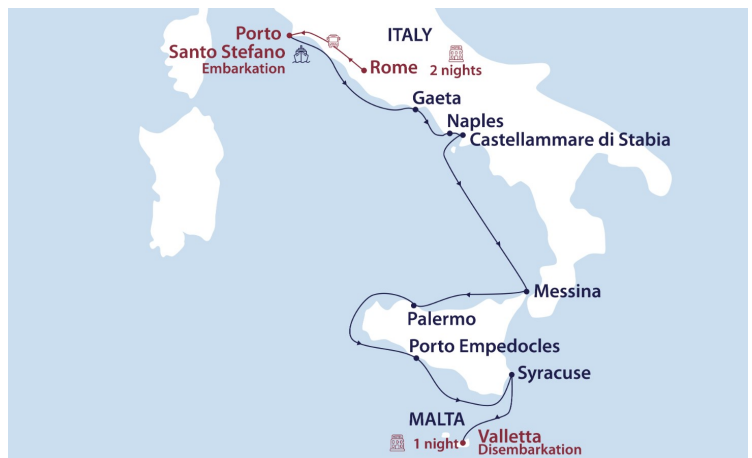 Porto
Santo Stefano
Embarkation
ITALY
Rome
2 nights
Gaeta
Naples
Castellammare di Stabia
Messina
Palermo
Porto Empedocles
Syracuse
MALTA
1 night
Valletta
Disembarkation